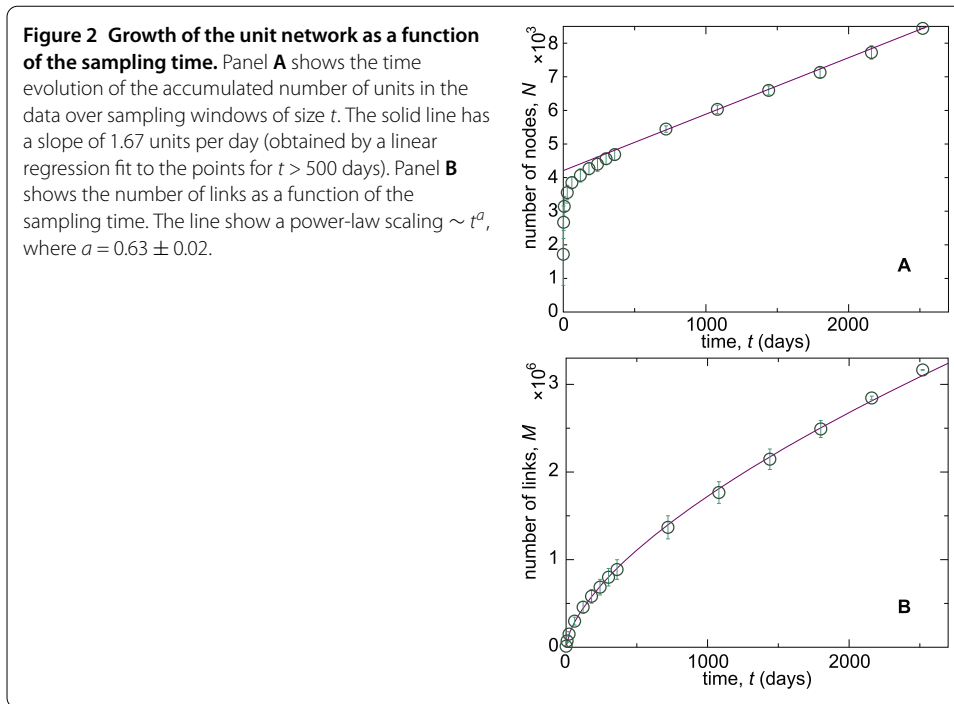 Figure 2 Growth of the unit network as a function
of the sampling time. Panel A shows the time
evolution of the accumulated number of units in the
data over sampling windows of size t. The solid line has
a slope of 1.67 units per day (obtained by a linear
regression fit to the points for t > 500 days). Panel B
shows the number of links as a function of the
sampling time. The line show a power-law scaling ∼ t^a,
where a = 0.63 ± 0.02.
×10³
number of nodes, N
8
7
6
5
4
3
2
1
0
A
0 1000 2000
time, t (days)
×10⁶
number of links, M
3
2
1
0
B
0 1000 2000
time, t (days)